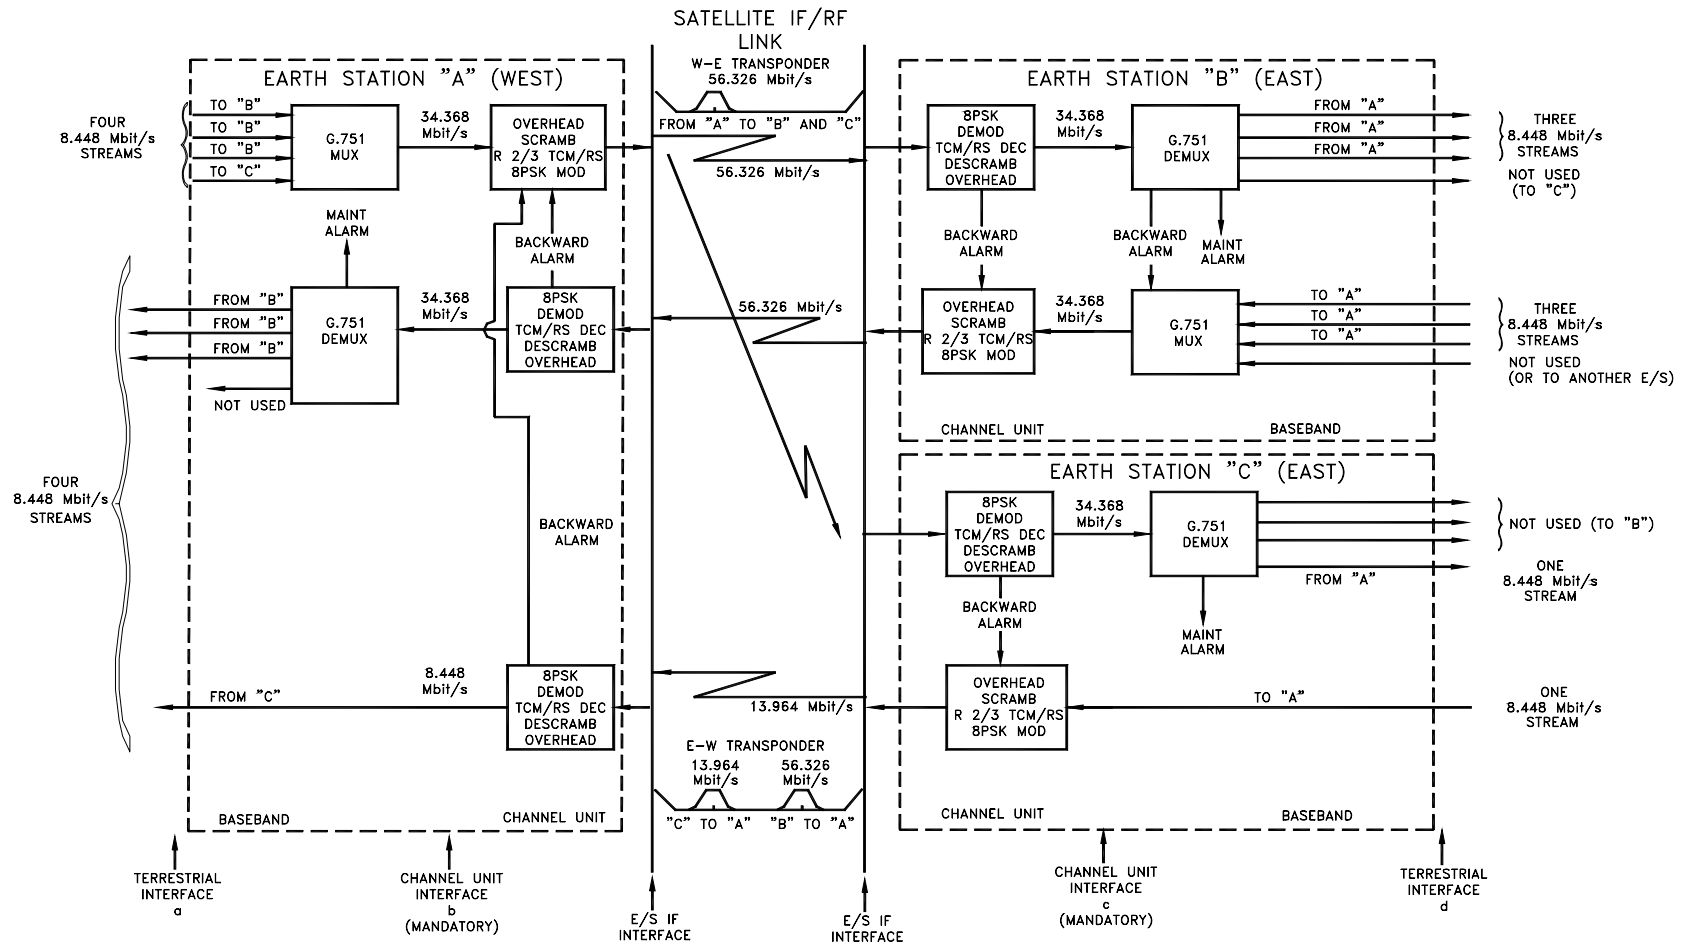 SATELLITE IF/RF
LINK
W-E TRANSPONDER
56.326 Mbit/s
FROM "A" TO "B" AND "C"
56.326 Mbit/s
56.326 Mbit/s
13.964 Mbit/s
E-W TRANSPONDER
13.964
Mbit/s
56.326
Mbit/s
"C" TO "A"
"B" TO "A"
EARTH STATION "A" (WEST)
FOUR
8.448 Mbit/s
STREAMS
TO "B"
TO "B"
TO "B"
TO "C"
G.751
MUX
34.368
Mbit/s
OVERHEAD
SCRAMB
R 2/3 TCM/RS
8PSK MOD
MAINT
ALARM
BACKWARD
ALARM
FROM "B"
FROM "B"
FROM "B"
NOT USED
G.751
DEMUX
34.368
Mbit/s
8PSK
DEMOD
TCM/RS DEC
DESCRAMB
OVERHEAD
FOUR
8.448 Mbit/s
STREAMS
BACKWARD
ALARM
FROM "C"
8.448
Mbit/s
8PSK
DEMOD
TCM/RS DEC
DESCRAMB
OVERHEAD
BASEBAND
CHANNEL UNIT
EARTH STATION "B" (EAST)
8PSK
DEMOD
TCM/RS DEC
DESCRAMB
OVERHEAD
34.368
Mbit/s
G.751
DEMUX
FROM "A"
FROM "A"
FROM "A"
THREE
8.448 Mbit/s
STREAMS
NOT USED
(TO "C")
BACKWARD
ALARM
BACKWARD
ALARM
MAINT
ALARM
OVERHEAD
SCRAMB
R 2/3 TCM/RS
8PSK MOD
34.368
Mbit/s
G.751
MUX
TO "A"
TO "A"
TO "A"
THREE
8.448 Mbit/s
STREAMS
NOT USED
(OR TO ANOTHER E/S)
CHANNEL UNIT
BASEBAND
EARTH STATION "C" (EAST)
8PSK
DEMOD
TCM/RS DEC
DESCRAMB
OVERHEAD
34.368
Mbit/s
G.751
DEMUX
NOT USED (TO "B")
FROM "A"
ONE
8.448 Mbit/s
STREAM
BACKWARD
ALARM
MAINT
ALARM
OVERHEAD
SCRAMB
R 2/3 TCM/RS
8PSK MOD
TO "A"
ONE
8.448 Mbit/s
STREAM
CHANNEL UNIT
BASEBAND
TERRESTRIAL
INTERFACE
a
CHANNEL UNIT
INTERFACE
b
(MANDATORY)
E/S IF
INTERFACE
E/S IF
INTERFACE
CHANNEL UNIT
INTERFACE
c
(MANDATORY)
TERRESTRIAL
INTERFACE
d